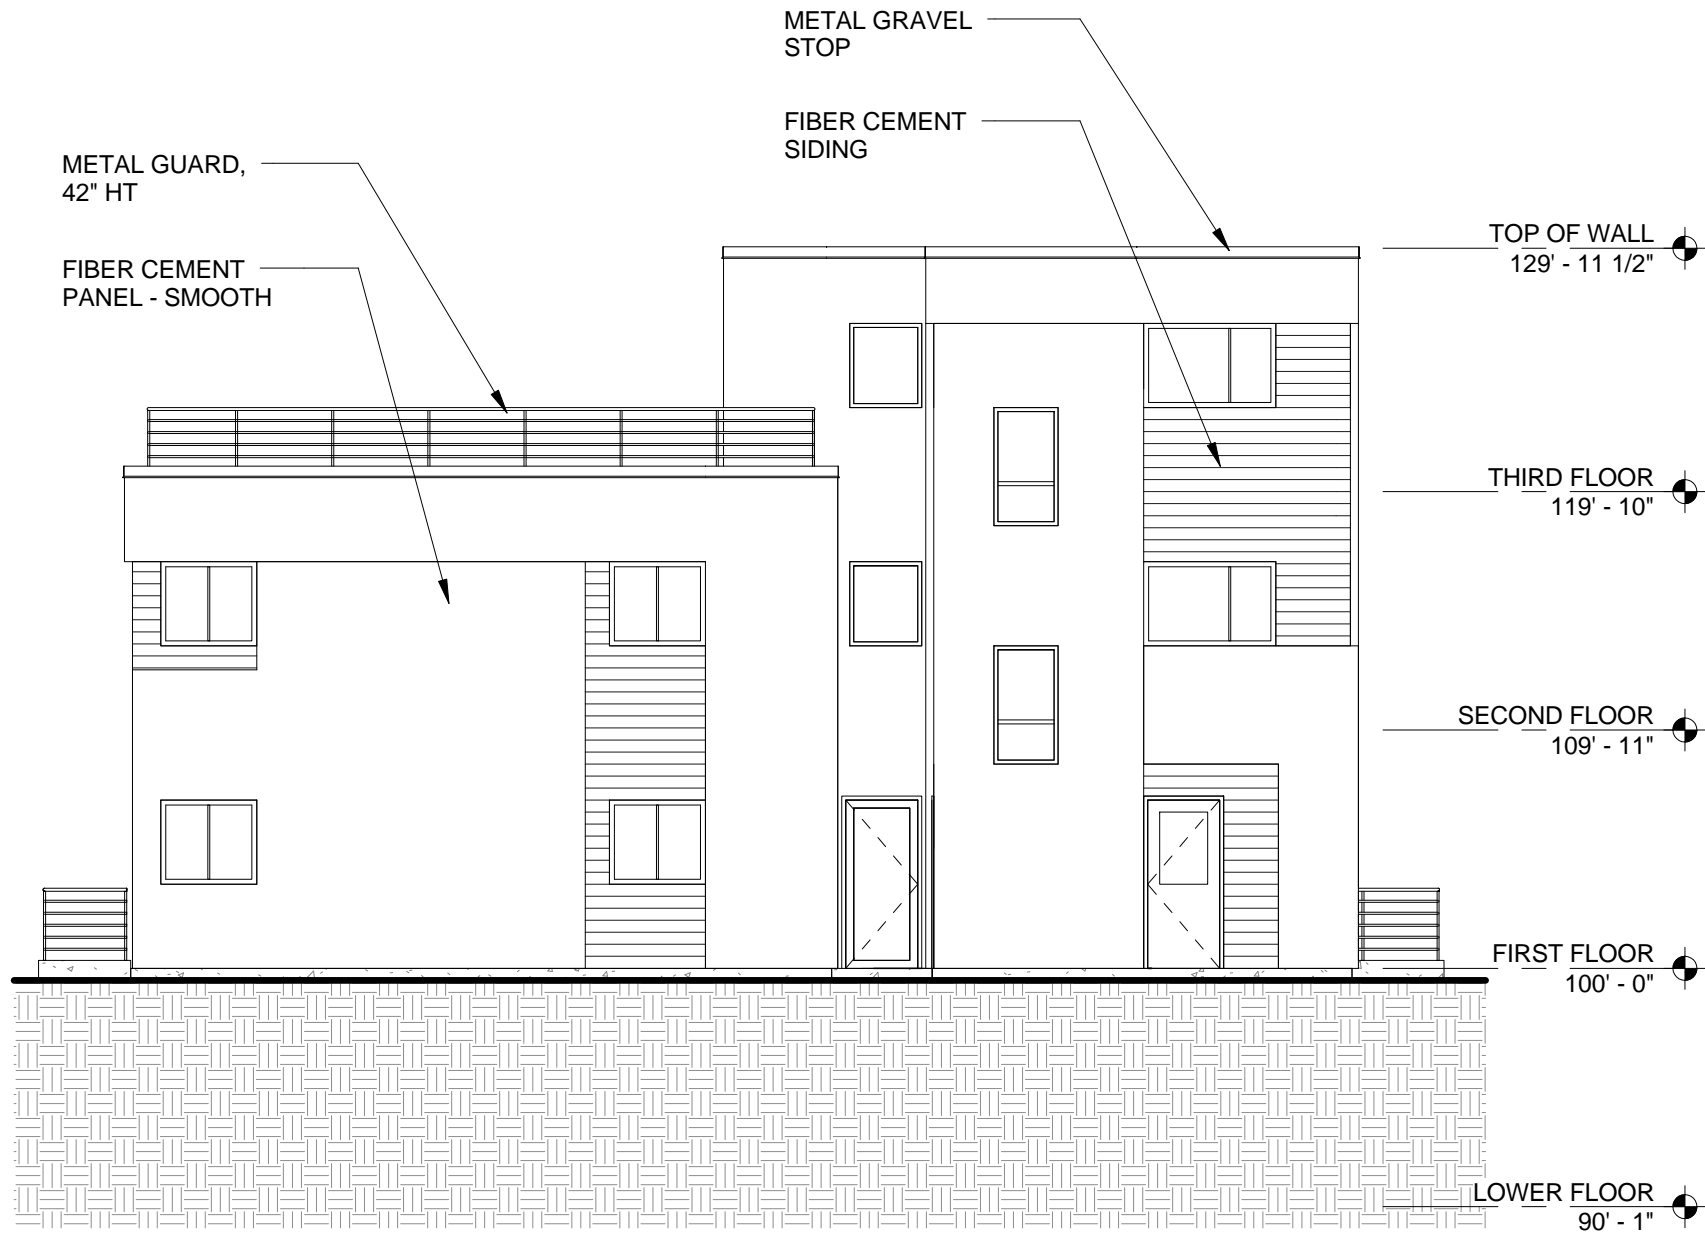 METAL GRAVEL
STOP
FIBER CEMENT
SIDING
METAL GUARD,
42" HT
FIBER CEMENT
PANEL - SMOOTH
TOP OF WALL
129' - 11 1/2"
THIRD FLOOR
119' - 10"
SECOND FLOOR
109' - 11"
FIRST FLOOR
100' - 0"
LOWER FLOOR
90' - 1"